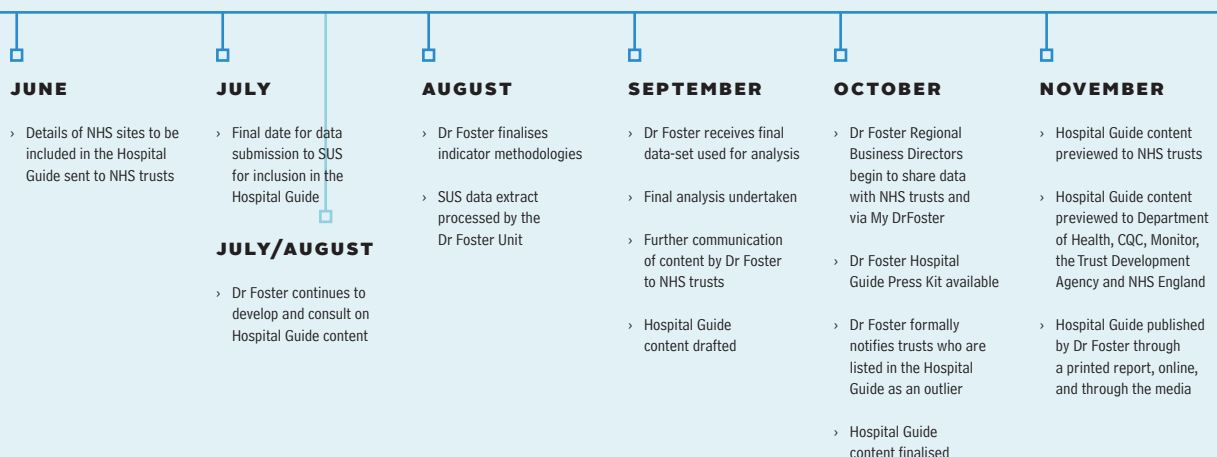 JUNE
› Details of NHS sites to be
included in the Hospital
Guide sent to NHS trusts
JULY
› Final date for data
submission to SUS
for inclusion in the
Hospital Guide
JULY/AUGUST
› Dr Foster continues to
develop and consult on
Hospital Guide content
AUGUST
› Dr Foster finalises
indicator methodologies
› SUS data extract
processed by the
Dr Foster Unit
SEPTEMBER
› Dr Foster receives final
data-set used for analysis
› Final analysis undertaken
› Further communication
of content by Dr Foster
to NHS trusts
› Hospital Guide
content drafted
OCTOBER
› Dr Foster Regional
Business Directors
begin to share data
with NHS trusts and
via My DrFoster
› Dr Foster Hospital
Guide Press Kit available
› Dr Foster formally
notifies trusts who are
listed in the Hospital
Guide as an outlier
› Hospital Guide
content finalised
NOVEMBER
› Hospital Guide content
previewed to NHS trusts
› Hospital Guide content
previewed to Department
of Health, CQC, Monitor,
the Trust Development
Agency and NHS England
› Hospital Guide published
by Dr Foster through
a printed report, online,
and through the media